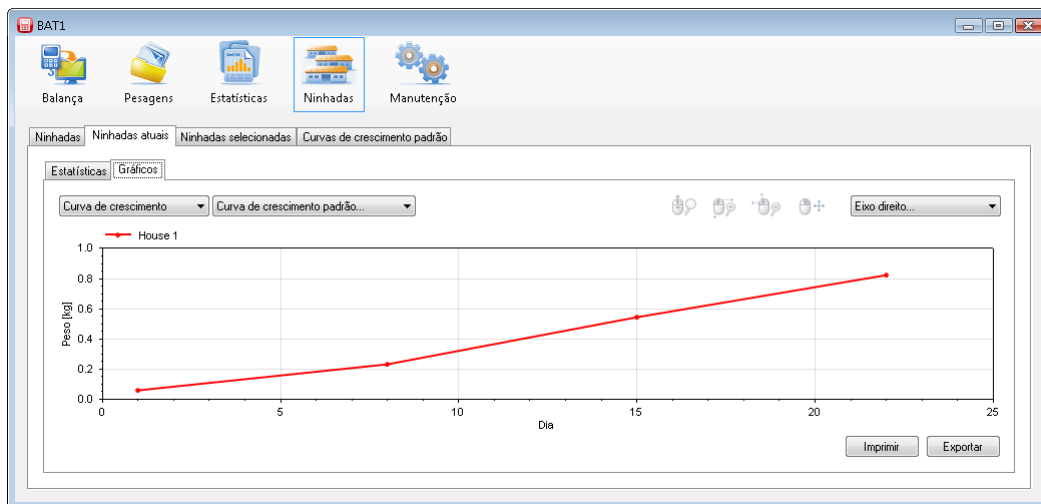 BAT1
Balança Pesagens Estatísticas Ninhadas Manutenção
Ninhadas Ninhadas atuais Ninhadas selecionadas Curvas de crescimento padrão
Estatísticas Gráficos
Curva de crescimento Curva de crescimento padrão... Eixo direito...
House 1
1.0
0.8
0.6
0.4
0.2
0.0
Peso [kg]
0 5 10 15 20 25
Dia
Imprimir Exportar